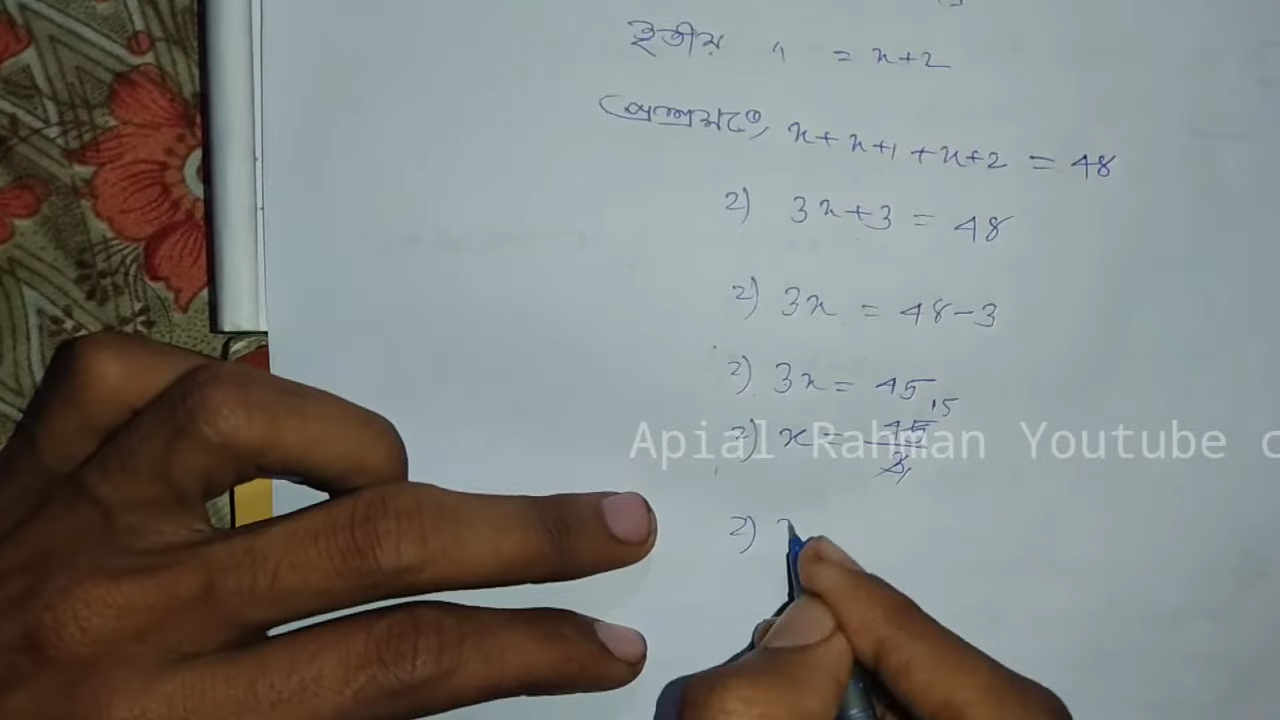 তৃতীয় " = x+2
প্রশ্নমতে, x+x+1+x+2 = 48
বা) 3x+3 = 48
বা) 3x = 48-3
বা) 3x = 45
বা) x = 45/3 15 1
বা)
Apial Rahman Youtube c